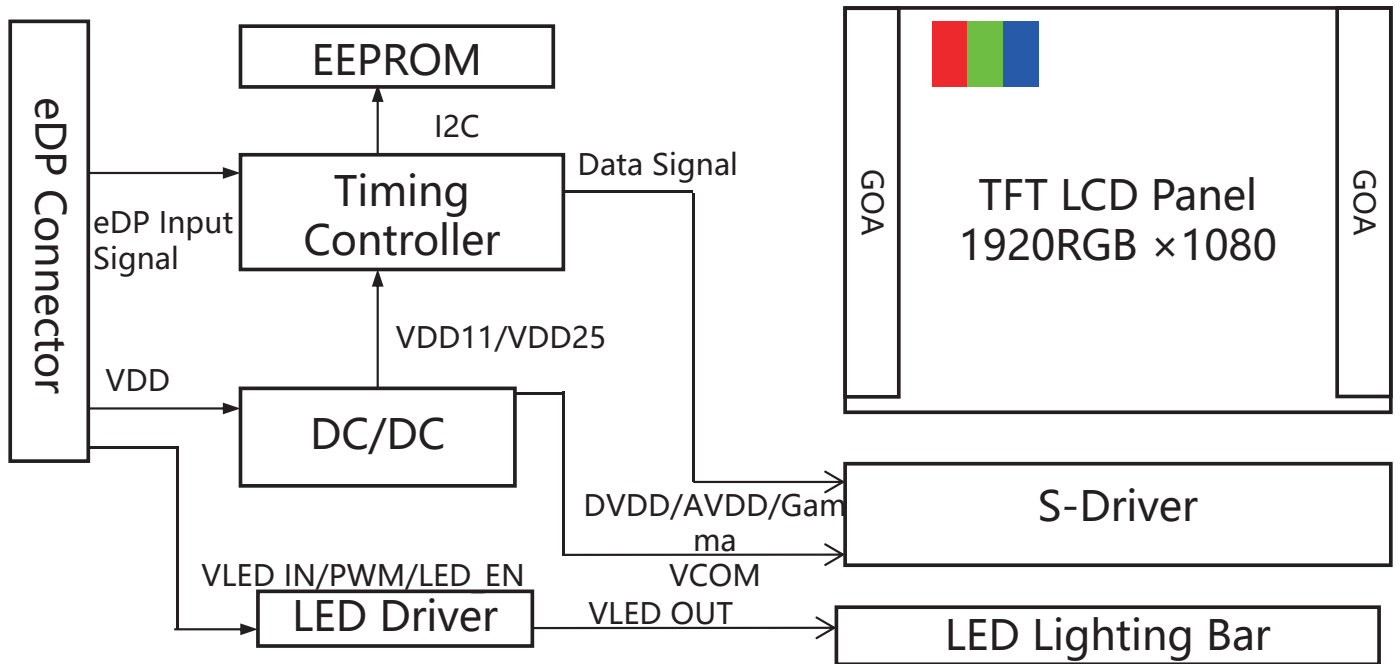 eDP Connector
EEPROM
I2C
eDP Input
Signal
Timing
Controller
Data Signal
VDD11/VDD25
VDD
DC/DC
DVDD/AVDD/Gam
ma
VCOM
VLED IN/PWM/LED_EN
LED Driver
VLED OUT
GOA
TFT LCD Panel
1920RGB ×1080
GOA
S-Driver
LED Lighting Bar